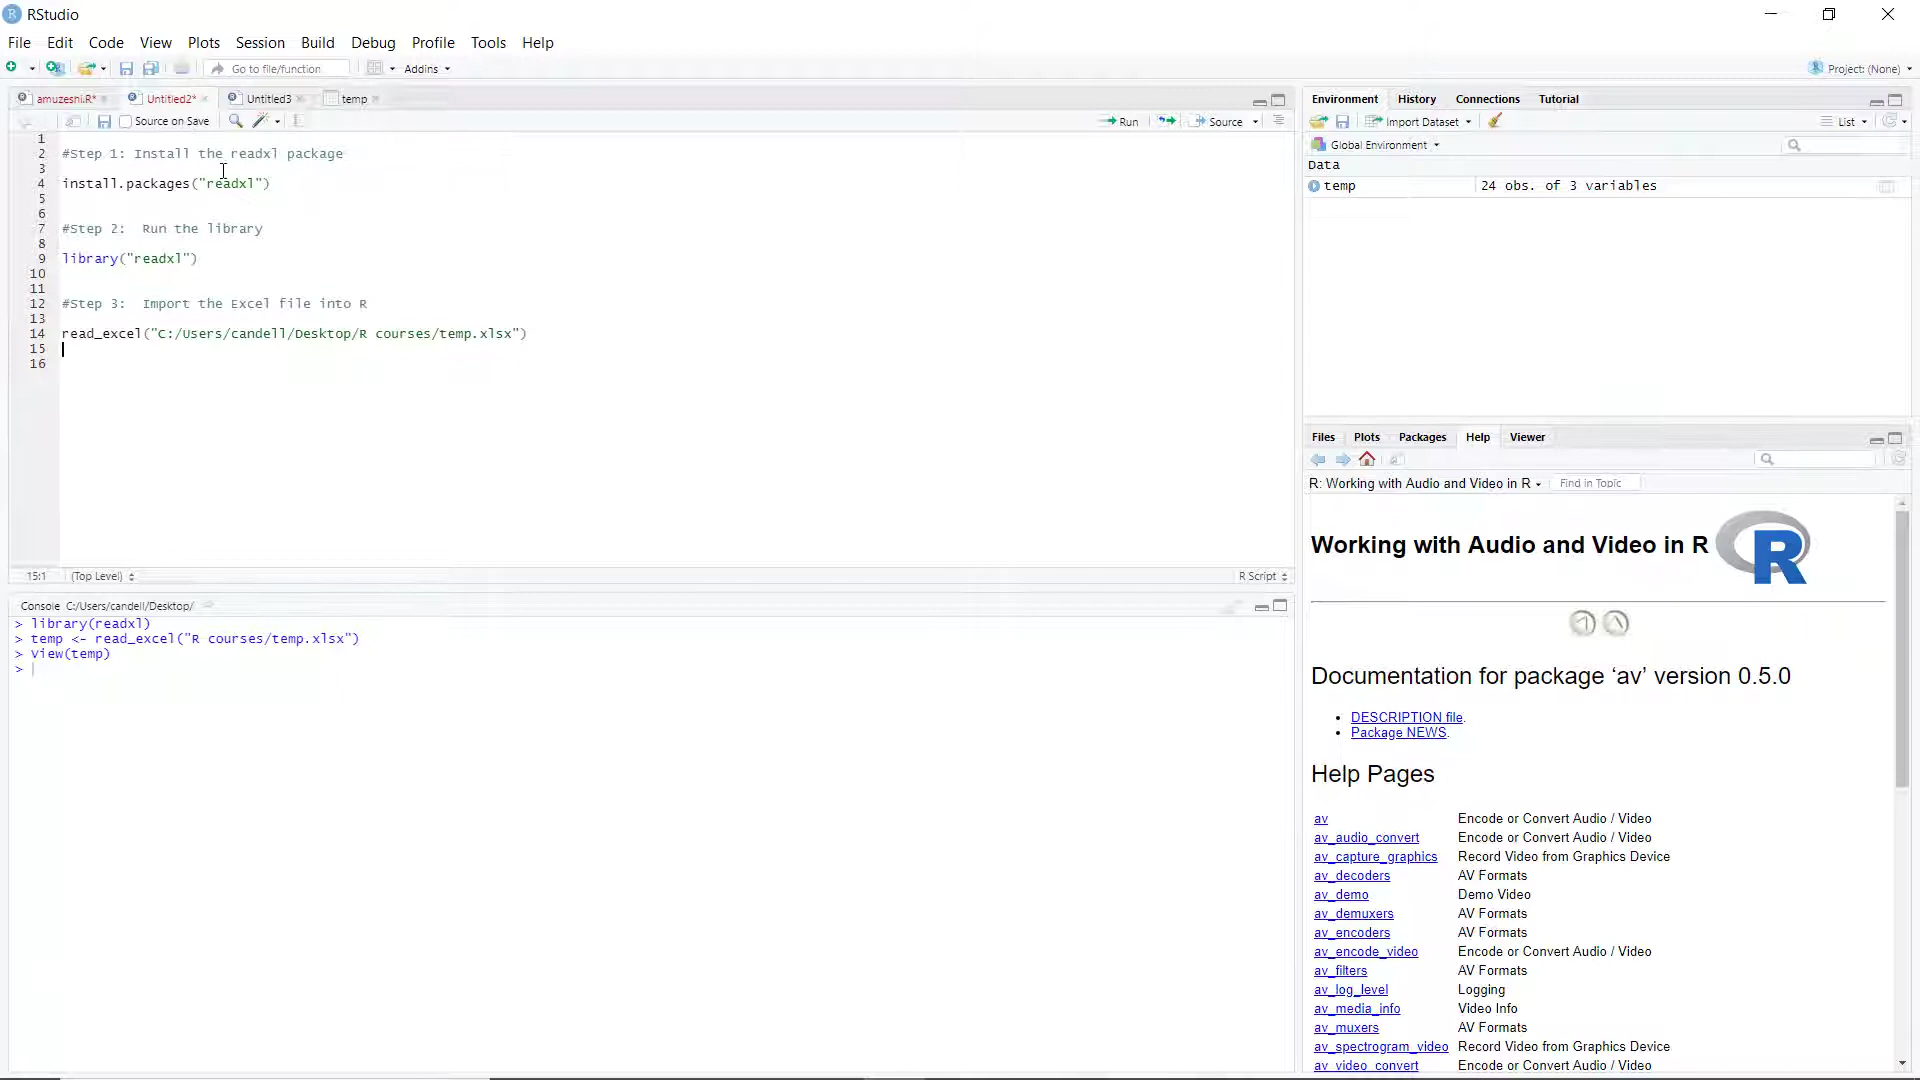 RStudio
File Edit Code View Plots Session Build Debug Profile Tools Help
Go to file/function Addins Project: (None)
amuzeshi.R* Untitled2* Untitled3 temp
Source on Save Run Source
1
2 #Step 1: Install the readxl package
3
4 install.packages("readxl")
5
6
7 #Step 2:  Run the library
8
9 library("readxl")
10
11
12 #Step 3:  Import the Excel file into R
13
14 read_excel("C:/Users/candell/Desktop/R courses/temp.xlsx")
15
16
15:1 (Top Level) R Script
Console C:/Users/candell/Desktop/
> library(readxl)
> temp <- read_excel("R courses/temp.xlsx")
> View(temp)
>
Environment History Connections Tutorial
Import Dataset List
Global Environment
Data
temp 24 obs. of 3 variables
Files Plots Packages Help Viewer
R: Working with Audio and Video in R Find in Topic
Working with Audio and Video in R R
Documentation for package ‘av’ version 0.5.0
• DESCRIPTION file.
• Package NEWS.
Help Pages
av Encode or Convert Audio / Video
av_audio_convert Encode or Convert Audio / Video
av_capture_graphics Record Video from Graphics Device
av_decoders AV Formats
av_demo Demo Video
av_demuxers AV Formats
av_encoders AV Formats
av_encode_video Encode or Convert Audio / Video
av_filters AV Formats
av_log_level Logging
av_media_info Video Info
av_muxers AV Formats
av_spectrogram_video Record Video from Graphics Device
av_video_convert Encode or Convert Audio / Video